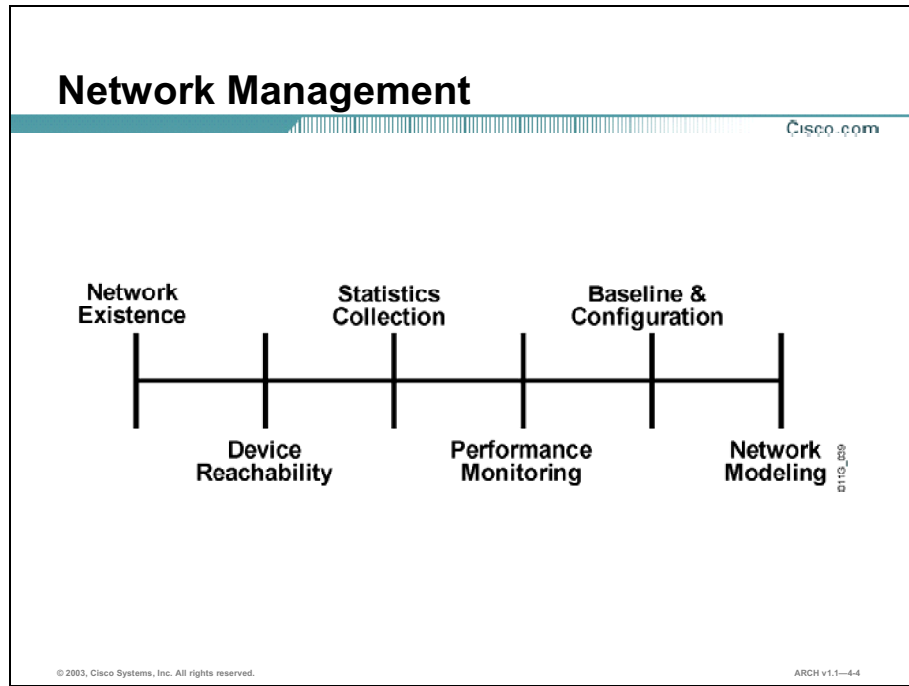 Network Management
Cisco.com
Network
Existence
Statistics
Collection
Baseline &
Configuration
Device
Reachability
Performance
Monitoring
Network
Modeling
D11G_039
© 2003, Cisco Systems, Inc. All rights reserved.
ARCH v1.1—4-4